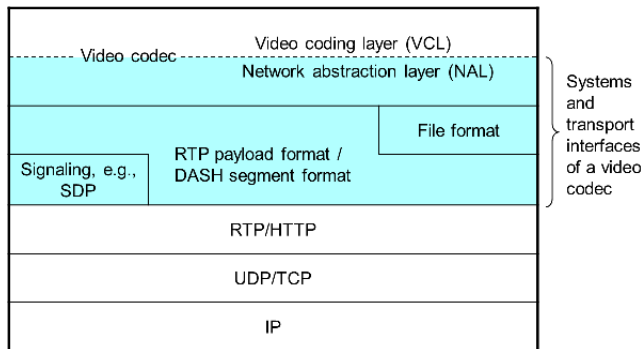 Video coding layer (VCL)
Video codec
Network abstraction layer (NAL)
File format
RTP payload format /
DASH segment format
Signaling, e.g.,
SDP
RTP/HTTP
UDP/TCP
IP
Systems
and
transport
interfaces
of a video
codec